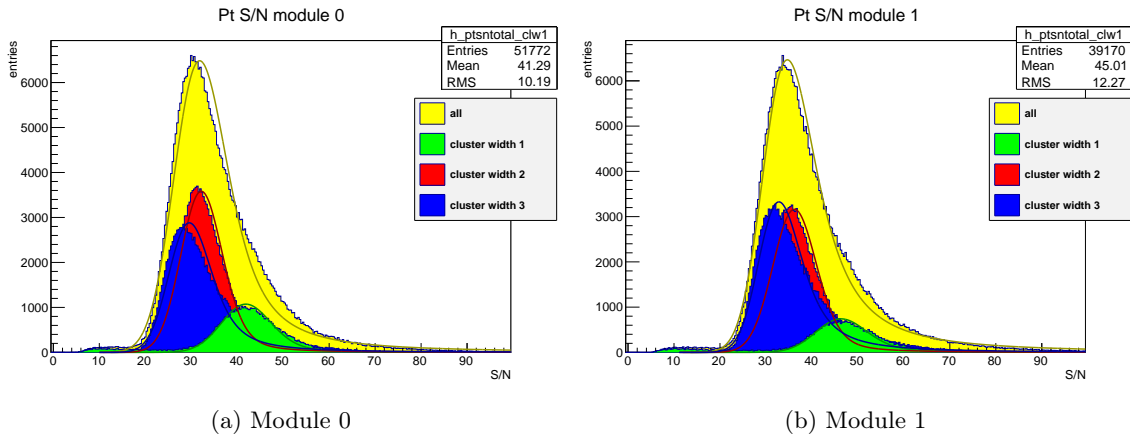 Pt S/N module 0
h_ptsntotal_clw1
Entries 51772
Mean 41.29
RMS 10.19
all
cluster width 1
cluster width 2
cluster width 3
entries
6000
5000
4000
3000
2000
1000
0
0 10 20 30 40 50 60 70 80 90
S/N
(a) Module 0
Pt S/N module 1
h_ptsntotal_clw1
Entries 39170
Mean 45.01
RMS 12.27
all
cluster width 1
cluster width 2
cluster width 3
entries
6000
5000
4000
3000
2000
1000
0
0 10 20 30 40 50 60 70 80 90
S/N
(b) Module 1